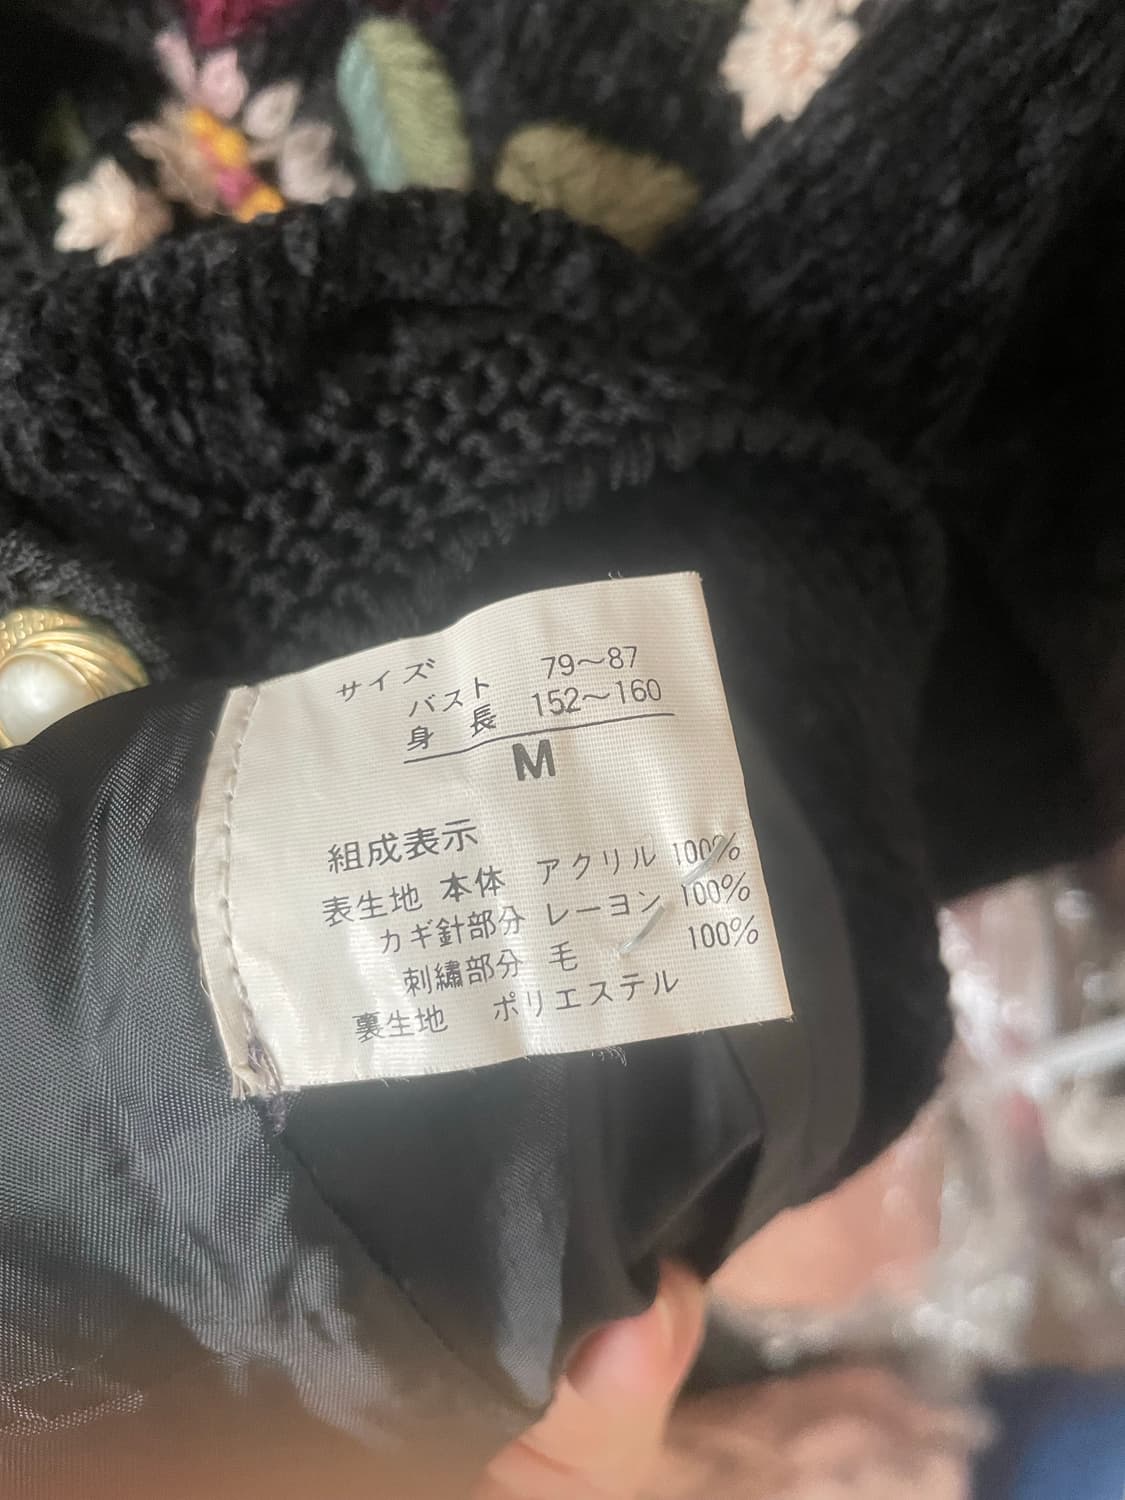 サイズ
バスト 79～87
身長 152～160
M
組成表示
表生地 本体 アクリル 100%
カギ針部分 レーヨン 100%
刺繡部分 毛 100%
裏生地 ポリエステル